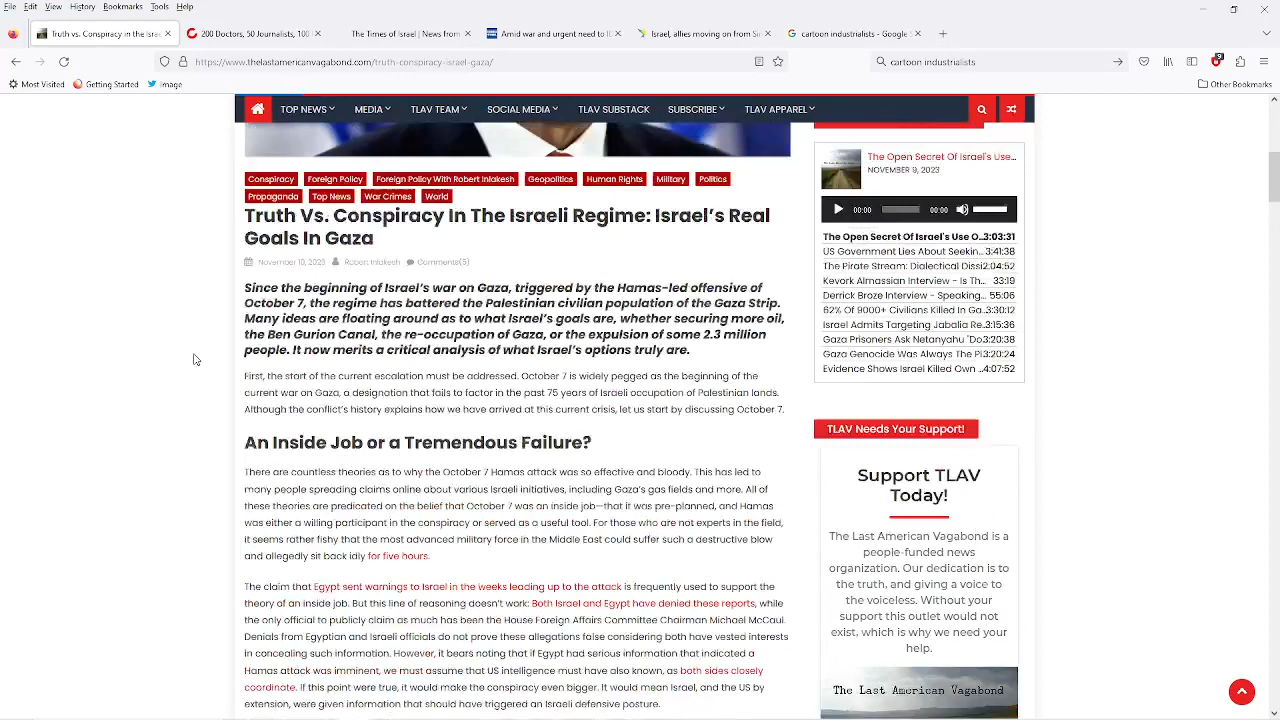 File Edit View History Bookmarks Tools Help
Truth vs. Conspiracy in the Israe
200 Doctors, 50 Journalists, 100
The Times of Israel | News from
Amid war and urgent need to ID
Israel, allies moving on from Sin
cartoon industrialists - Google S
https://www.thelastamericanvagabond.com/truth-conspiracy-israel-gaza/
cartoon industrialists
Most Visited Getting Started Image Other Bookmarks
TOP NEWS MEDIA TLAV TEAM SOCIAL MEDIA TLAV SUBSTACK SUBSCRIBE TLAV APPAREL
Conspiracy Foreign Policy Foreign Policy With Robert Inlakesh Geopolitics Human Rights Military Politics
Propaganda Top News War Crimes World
Truth Vs. Conspiracy In The Israeli Regime: Israel's Real
Goals In Gaza
November 10, 2023 Robert Inlakesh Comments(5)
Since the beginning of Israel's war on Gaza, triggered by the Hamas-led offensive of
October 7, the regime has battered the Palestinian civilian population of the Gaza Strip.
Many ideas are floating around as to what Israel's goals are, whether securing more oil,
the Ben Gurion Canal, the re-occupation of Gaza, or the expulsion of some 2.3 million
people. It now merits a critical analysis of what Israel's options truly are.
First, the start of the current escalation must be addressed. October 7 is widely pegged as the beginning of the
current war on Gaza, a designation that fails to factor in the past 75 years of Israeli occupation of Palestinian lands.
Although the conflict's history explains how we have arrived at this current crisis, let us start by discussing October 7.
An Inside Job or a Tremendous Failure?
There are countless theories as to why the October 7 Hamas attack was so effective and bloody. This has led to
many people spreading claims online about various Israeli initiatives, including Gaza's gas fields and more. All of
these theories are predicated on the belief that October 7 was an inside job—that it was pre-planned, and Hamas
was either a willing participant in the conspiracy or served as a useful tool. For those who are not experts in the field,
it seems rather fishy that the most advanced military force in the Middle East could suffer such a destructive blow
and allegedly sit back idly for five hours.
The claim that Egypt sent warnings to Israel in the weeks leading up to the attack is frequently used to support the
theory of an inside job. But this line of reasoning doesn't work: Both Israel and Egypt have denied these reports, while
the only official to publicly claim as much has been the House Foreign Affairs Committee Chairman Michael McCaul.
Denials from Egyptian and Israeli officials do not prove these allegations false considering both have vested interests
in concealing such information. However, it bears noting that if Egypt had serious information that indicated a
Hamas attack was imminent, we must assume that US intelligence must have also known, as both sides closely
coordinate. If this point were true, it would make the conspiracy even bigger. It would mean Israel, and the US by
extension, were given information that should have triggered an Israeli defensive posture.
The Open Secret Of Israel's Use...
NOVEMBER 9, 2023
00:00 00:00
The Open Secret Of Israel's Use O...3:03:31
US Government Lies About Seekin... 3:41:38
The Pirate Stream: Dialectical Dissi...2:04:52
Kevork Almassian Interview - Is Th... 33:19
Derrick Broze Interview - Speaking... 55:06
62% Of 9000+ Civilians Killed In Ga...3:30:12
Israel Admits Targeting Jabalia Re...3:15:36
Gaza Prisoners Ask Netanyahu "Do...3:20:38
Gaza Genocide Was Always The Pl...3:20:24
Evidence Shows Israel Killed Own ... 4:07:52
TLAV Needs Your Support!
Support TLAV
Today!
The Last American Vagabond is a
people-funded news
organization. Our dedication is to
the truth, and giving a voice to
the voiceless. Without your
support this outlet would not
exist, which is why we need your
help.
The Last American Vagabond